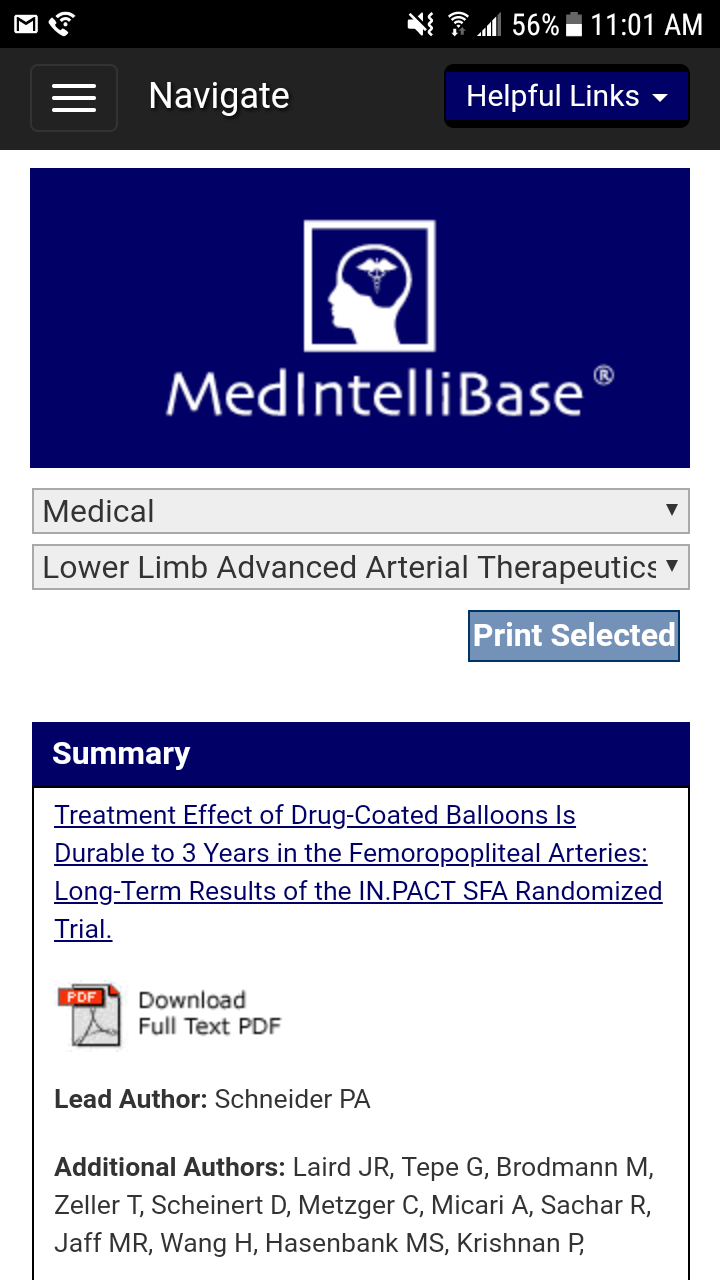 56% 11:01 AM
Navigate
Helpful Links
MedIntelliBase®
Medical
Lower Limb Advanced Arterial Therapeutics
Print Selected
Summary
Treatment Effect of Drug-Coated Balloons Is
Durable to 3 Years in the Femoropopliteal Arteries:
Long-Term Results of the IN.PACT SFA Randomized
Trial.
PDF
Download
Full Text PDF
Lead Author: Schneider PA
Additional Authors: Laird JR, Tepe G, Brodmann M,
Zeller T, Scheinert D, Metzger C, Micari A, Sachar R,
Jaff MR, Wang H, Hasenbank MS, Krishnan P,